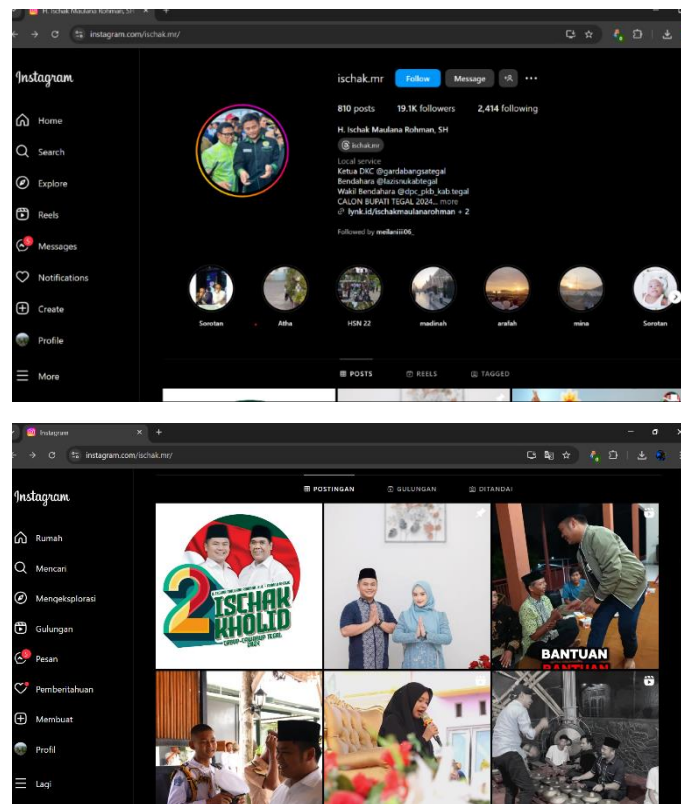 H. Ischak Maulana Rohman, SH
instagram.com/ischak.mr/
Instagram
Home
Search
Explore
Reels
Messages
Notifications
Create
Profile
More
ischak.mr Follow Message
810 posts 19.1K followers 2,414 following
H. Ischak Maulana Rohman, SH
ischak.mr
Local service
Ketua DKC @gardabangsategal
Bendahara @lazisnukabtegal
Wakil Bendahara @dpc_pkb_kab.tegal
CALON BUPATI TEGAL 2024... more
lynk.id/ischakmaulanarohman + 2
Followed by meilaniii06_
Sorotan Atha HSN 22 madinah arafah mina Sorotan
POSTS REELS TAGGED
Instagram
instagram.com/ischak.mr/
Instagram
Rumah
Mencari
Mengeksplorasi
Gulungan
Pesan
Pemberitahuan
Membuat
Profil
Lagi
POSTINGAN GULUNGAN DITANDAI
2
ISCHAK
KHOLID
TEGAL
2024
BANTUAN
BANTUAN